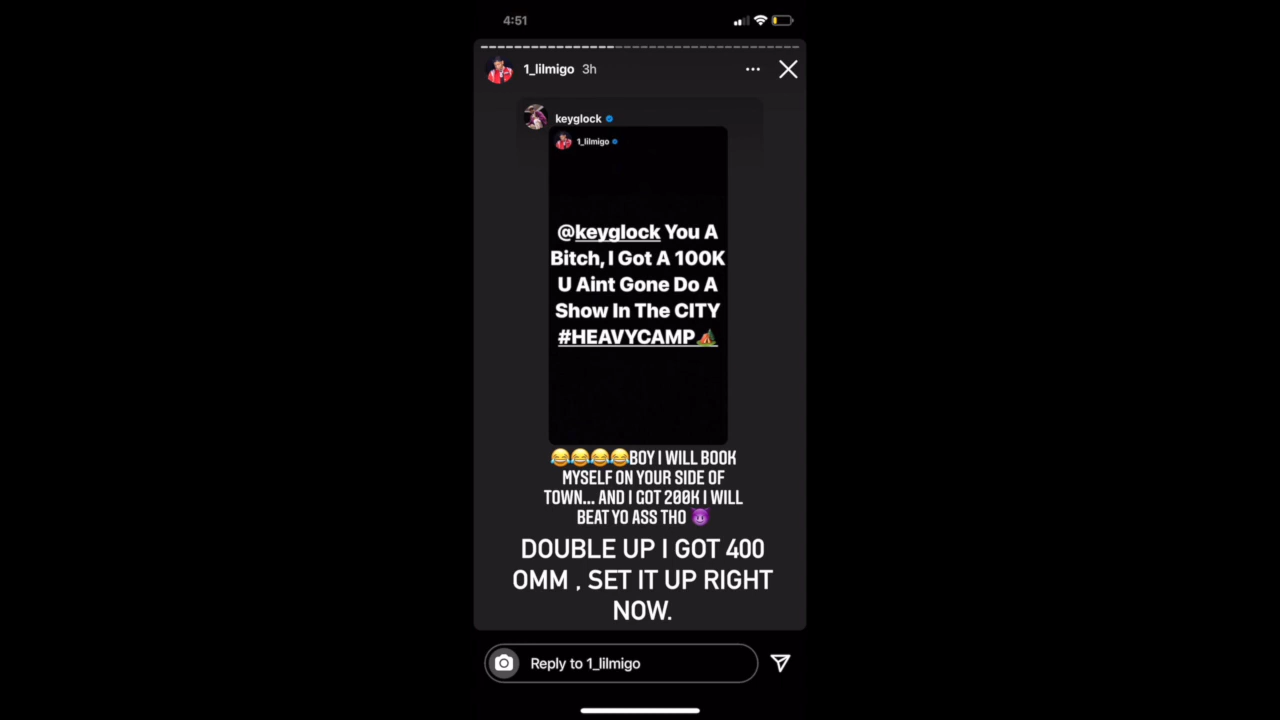 4:51
1_lilmigo 3h
keyglock
1_lilmigo
@keyglock You A
Bitch, I Got A 100K
U Aint Gone Do A
Show In The CITY
#HEAVYCAMP🏕️
😂😂😂😂BOY I WILL BOOK
MYSELF ON YOUR SIDE OF
TOWN... AND I GOT 200K I WILL
BEAT YO ASS THO 😈
DOUBLE UP I GOT 400
OMM , SET IT UP RIGHT
NOW.
Reply to 1_lilmigo